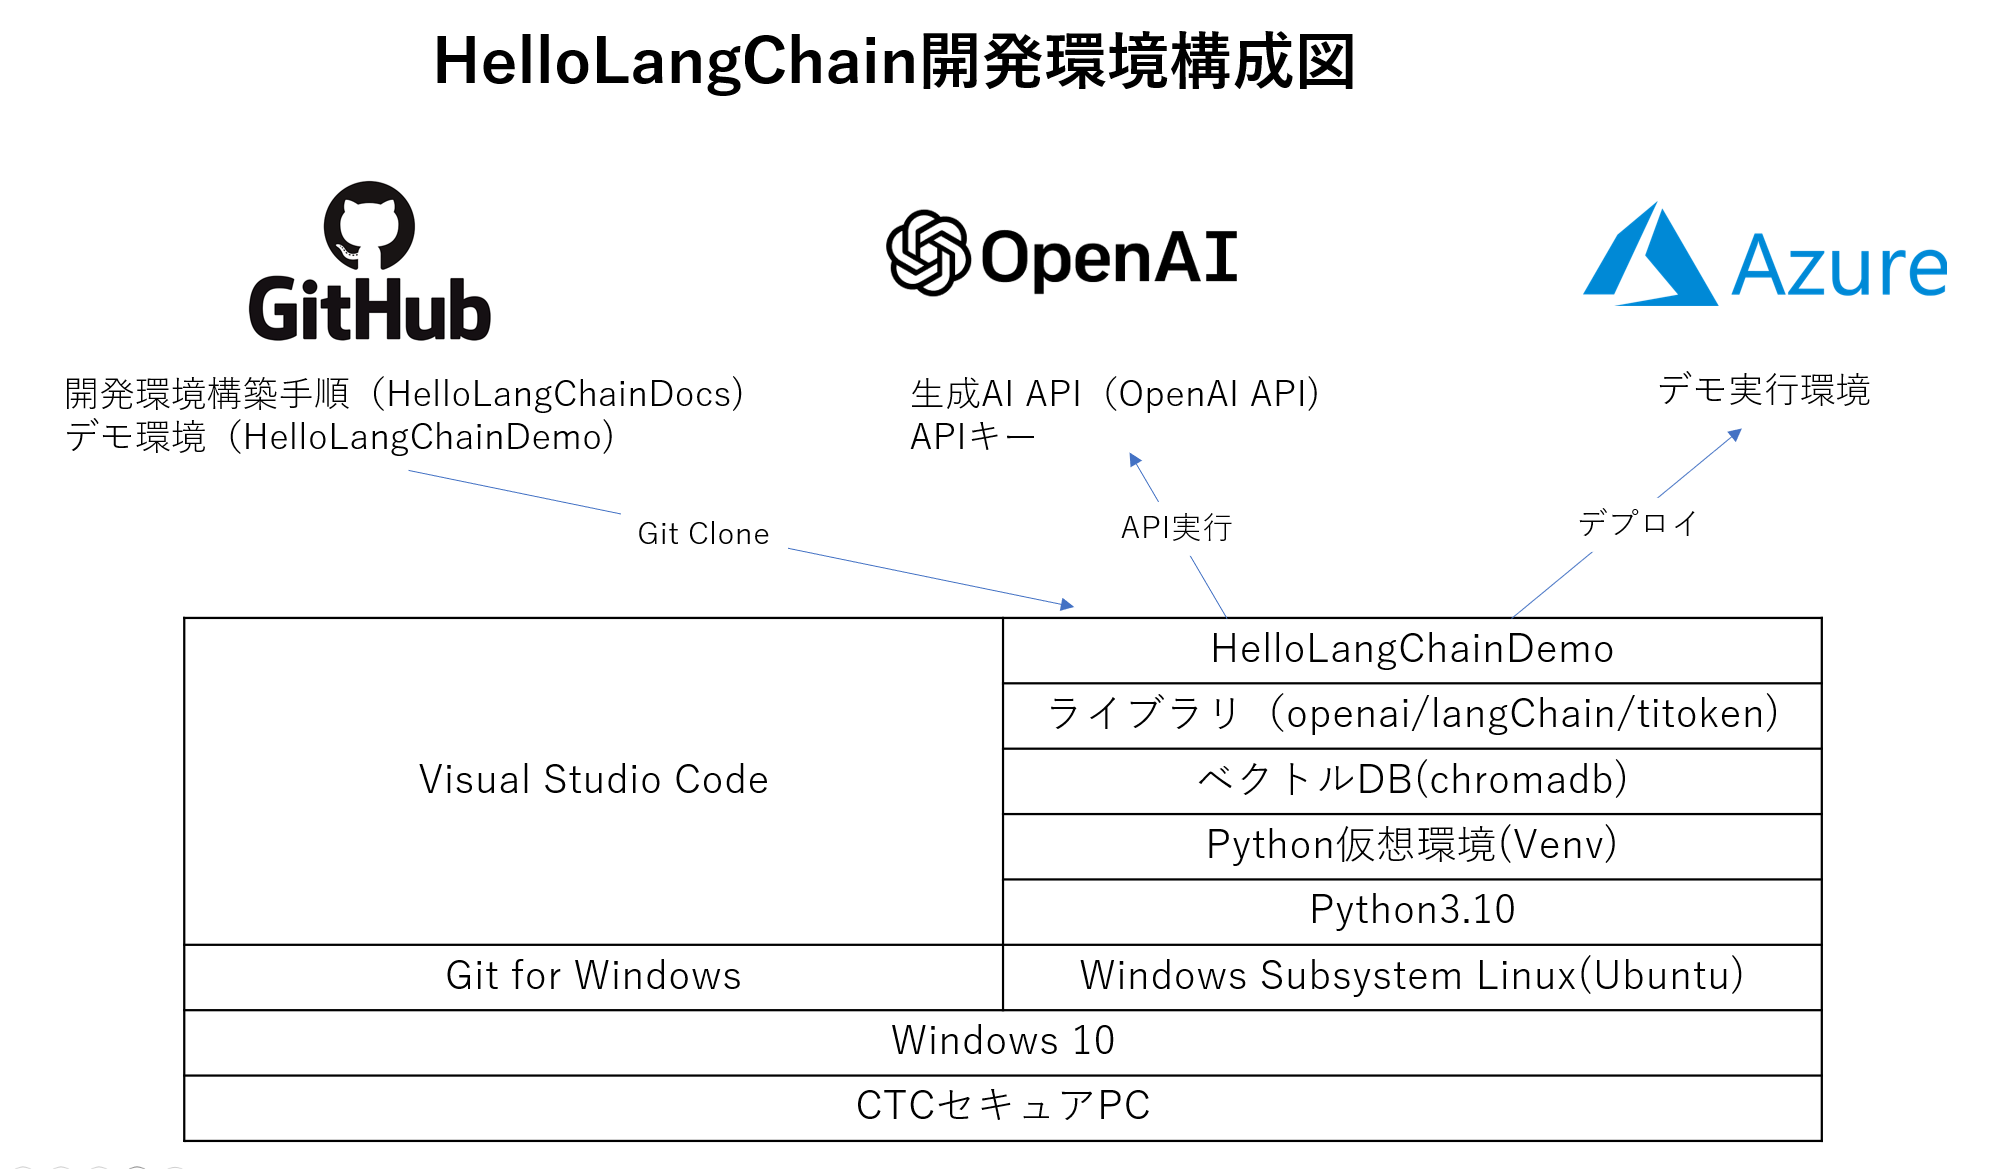 HelloLangChain開発環境構成図
GitHub
OpenAI
Azure
開発環境構築手順（HelloLangChainDocs)
デモ環境（HelloLangChainDemo)
生成AI API（OpenAI API)
APIキー
デモ実行環境
Git Clone
API実行
デプロイ
Visual Studio Code
HelloLangChainDemo
ライブラリ（openai/langChain/titoken)
ベクトルDB(chromadb)
Python仮想環境(Venv)
Python3.10
Git for Windows
Windows Subsystem Linux(Ubuntu)
Windows 10
CTCセキュアPC